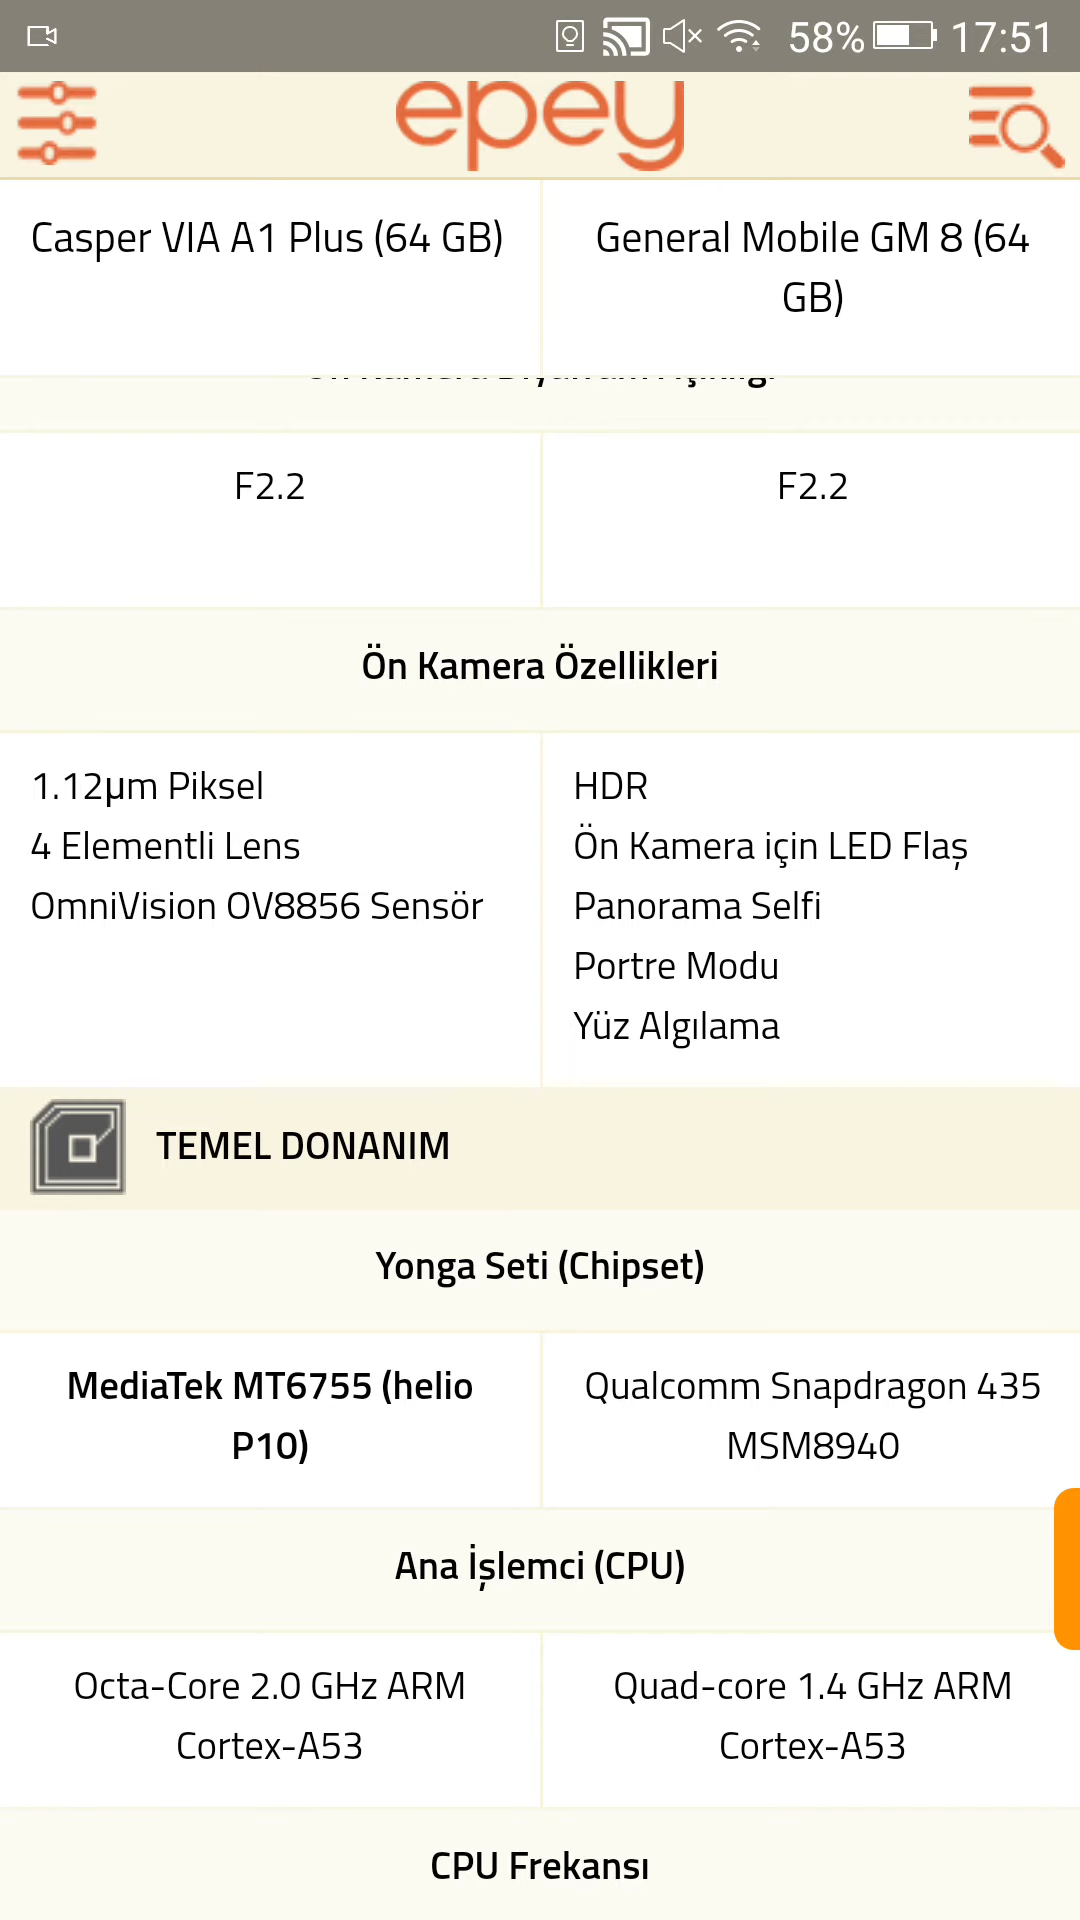 58% 17:51
epey
Casper VIA A1 Plus (64 GB)
General Mobile GM 8 (64
GB)
F2.2
F2.2
Ön Kamera Özellikleri
1.12µm Piksel
4 Elementli Lens
OmniVision OV8856 Sensör
HDR
Ön Kamera için LED Flaş
Panorama Selfi
Portre Modu
Yüz Algılama
TEMEL DONANIM
Yonga Seti (Chipset)
MediaTek MT6755 (helio
P10)
Qualcomm Snapdragon 435
MSM8940
Ana İşlemci (CPU)
Octa-Core 2.0 GHz ARM
Cortex-A53
Quad-core 1.4 GHz ARM
Cortex-A53
CPU Frekansı